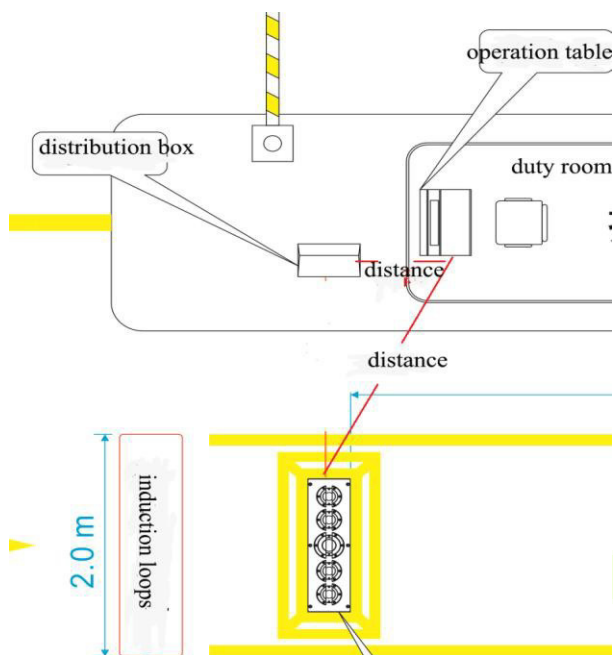 operation table
distribution box
duty room
distance
distance
induction loops
2.0 m